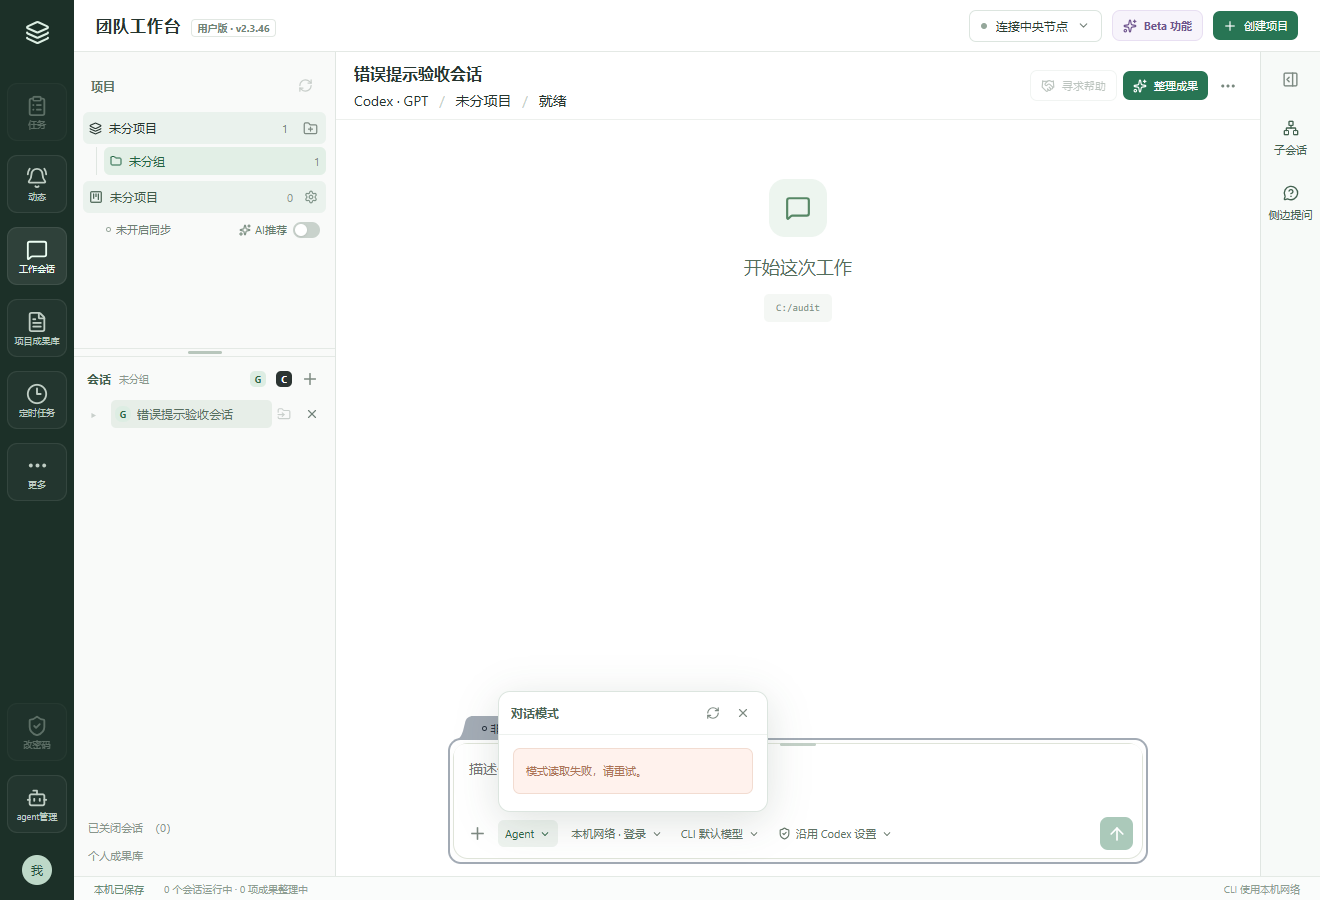 团队工作台
用户版 · v2.3.46
连接中央节点
Beta 功能
创建项目
任务
动态
工作会话
项目成果库
定时任务
更多
改密码
agent管理
我
项目
未分项目 1
未分组 1
未分项目 0
未开启同步
AI推荐
会话 未分组
G
C
G 错误提示验收会话
已关闭会话 (0)
个人成果库
错误提示验收会话
Codex · GPT / 未分项目 / 就绪
寻求帮助
整理成果
开始这次工作
C:/audit
对话模式
模式读取失败，请重试。
描述
Agent
本机网络 · 登录
CLI 默认模型
沿用 Codex 设置
子会话
侧边提问
本机已保存
0 个会话运行中 · 0 项成果整理中
CLI 使用本机网络